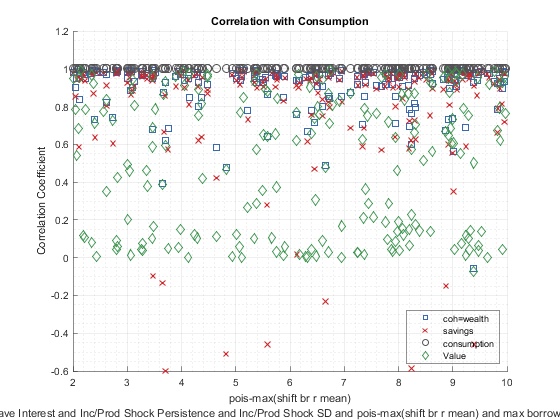 Correlation with Consumption
1.2
1
0.8
0.6
0.4
0.2
0
-0.2
-0.4
-0.6
Correlation Coefficient
coh=wealth
savings
consumption
Value
2 3 4 5 6 7 8 9 10
pois-max(shift br r mean)
ave Interest and Inc/Prod Shock Persistence and Inc/Prod Shock SD and pois-max(shift br r mean) and max borrow